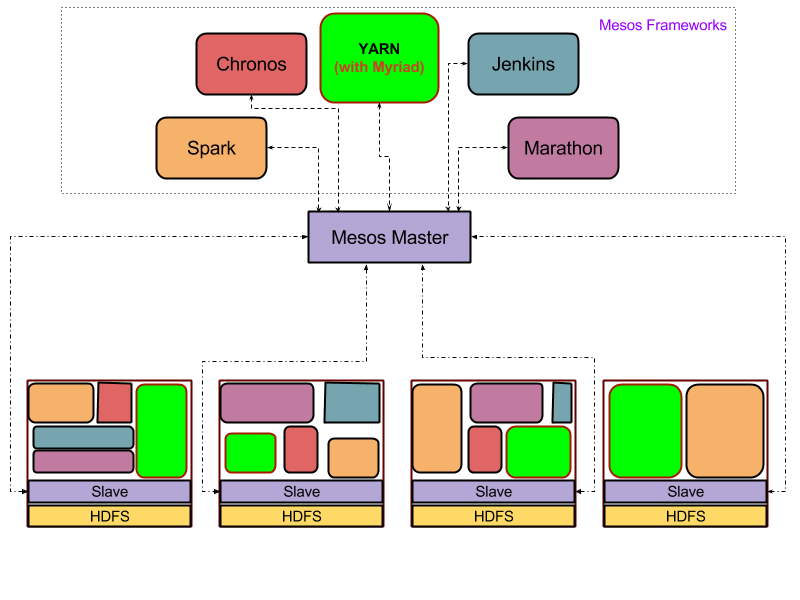 Mesos Frameworks
Chronos
YARN
(with Myriad)
Jenkins
Spark
Marathon
Mesos Master
Slave
Slave
Slave
Slave
HDFS
HDFS
HDFS
HDFS